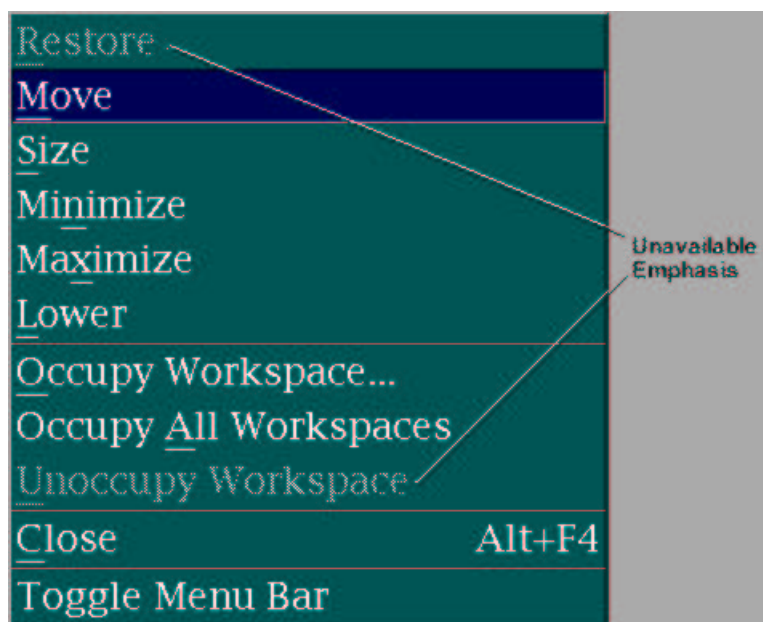 Restore
Move
Size
Minimize
Maximize
Lower
Unavailable
Emphasis
Occupy Workspace...
Occupy All Workspaces
Unoccupy Workspace
Close Alt+F4
Toggle Menu Bar